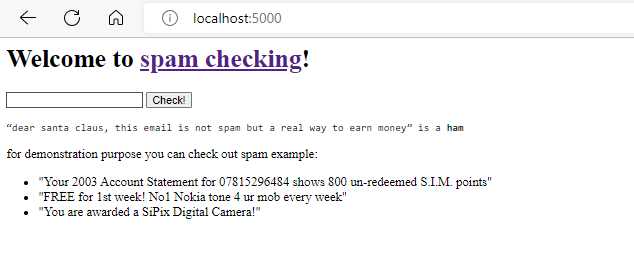 localhost:5000
Welcome to spam checking!
Check!
“dear santa claus, this email is not spam but a real way to earn money” is a ham
for demonstration purpose you can check out spam example:
• "Your 2003 Account Statement for 07815296484 shows 800 un-redeemed S.I.M. points"
• "FREE for 1st week! No1 Nokia tone 4 ur mob every week"
• "You are awarded a SiPix Digital Camera!"